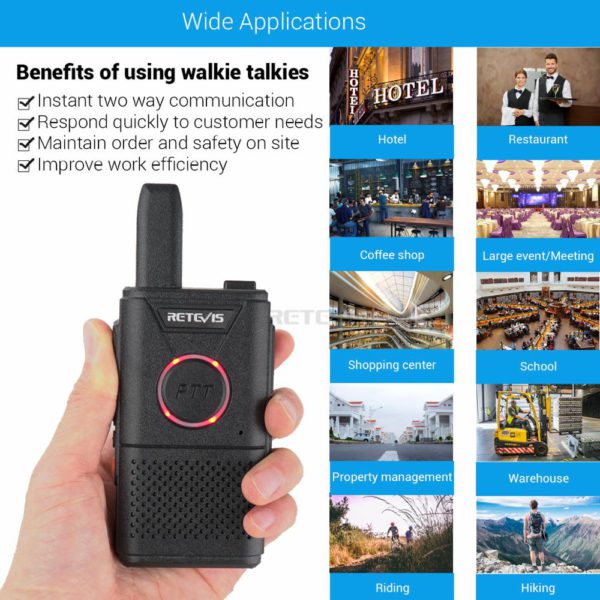 Wide Applications
Benefits of using walkie talkies
Instant two way communication
Respond quickly to customer needs
Maintain order and safety on site
Improve work efficiency
RETEVIS
PTT
HOTEL
HOTEL
Hotel
Restaurant
Coffee shop
Large event/Meeting
Shopping center
School
Property management
Warehouse
Riding
Hiking